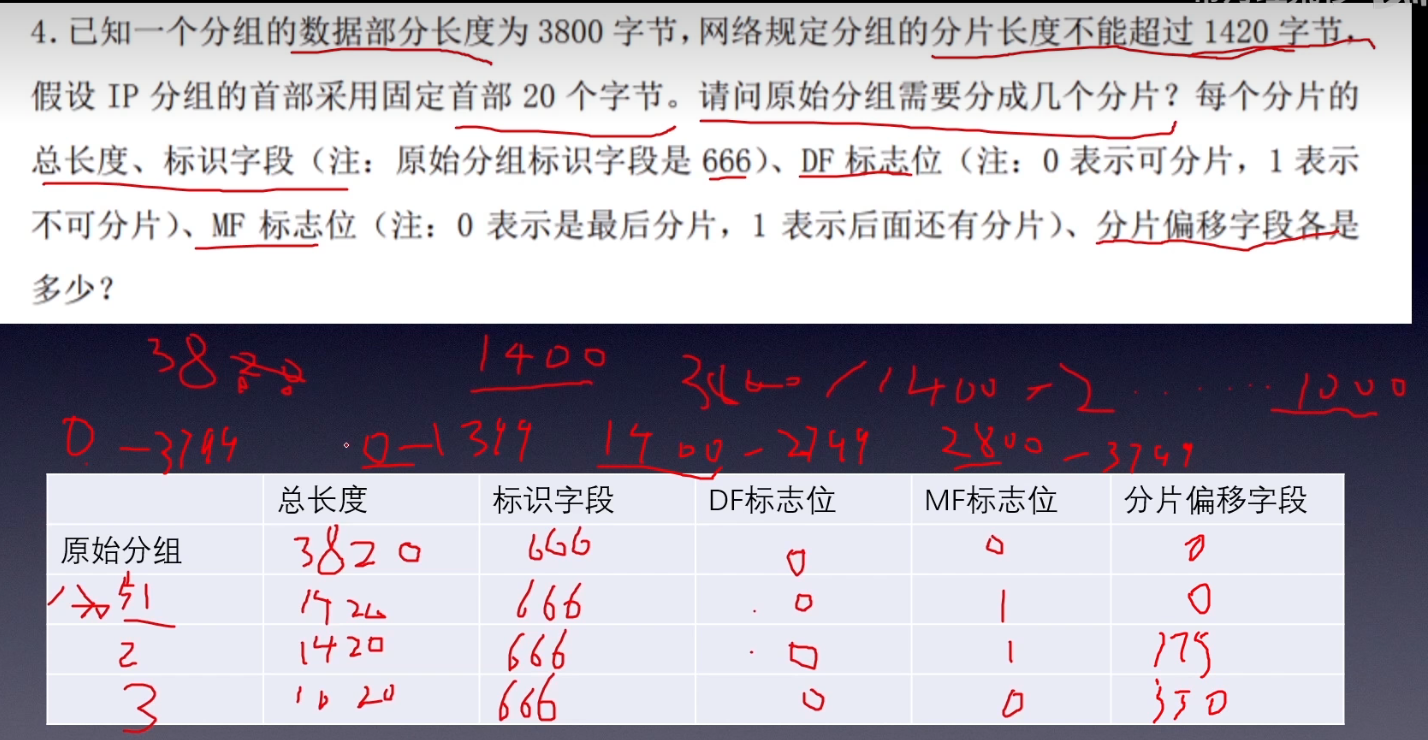 4. 已知一个分组的数据部分长度为 3800 字节，网络规定分组的分片长度不能超过 1420 字节，
假设 IP 分组的首部采用固定首部 20 个字节。请问原始分组需要分成几个分片？每个分片的
总长度、标识字段（注：原始分组标识字段是 666）、DF 标志位（注：0 表示可分片，1 表示
不可分片）、MF 标志位（注：0 表示是最后分片，1 表示后面还有分片）、分片偏移字段各是
多少？
38 1400 / 1400 2 …… 1000
0 - 3799 0-1399 1400 - 2799 2800 - 3799
总长度 标识字段 DF标志位 MF标志位 分片偏移字段
原始分组 3820 666 0 0 0
1 1420 666 0 1 0
2 1420 666 0 1 175
3 1020 666 0 0 350